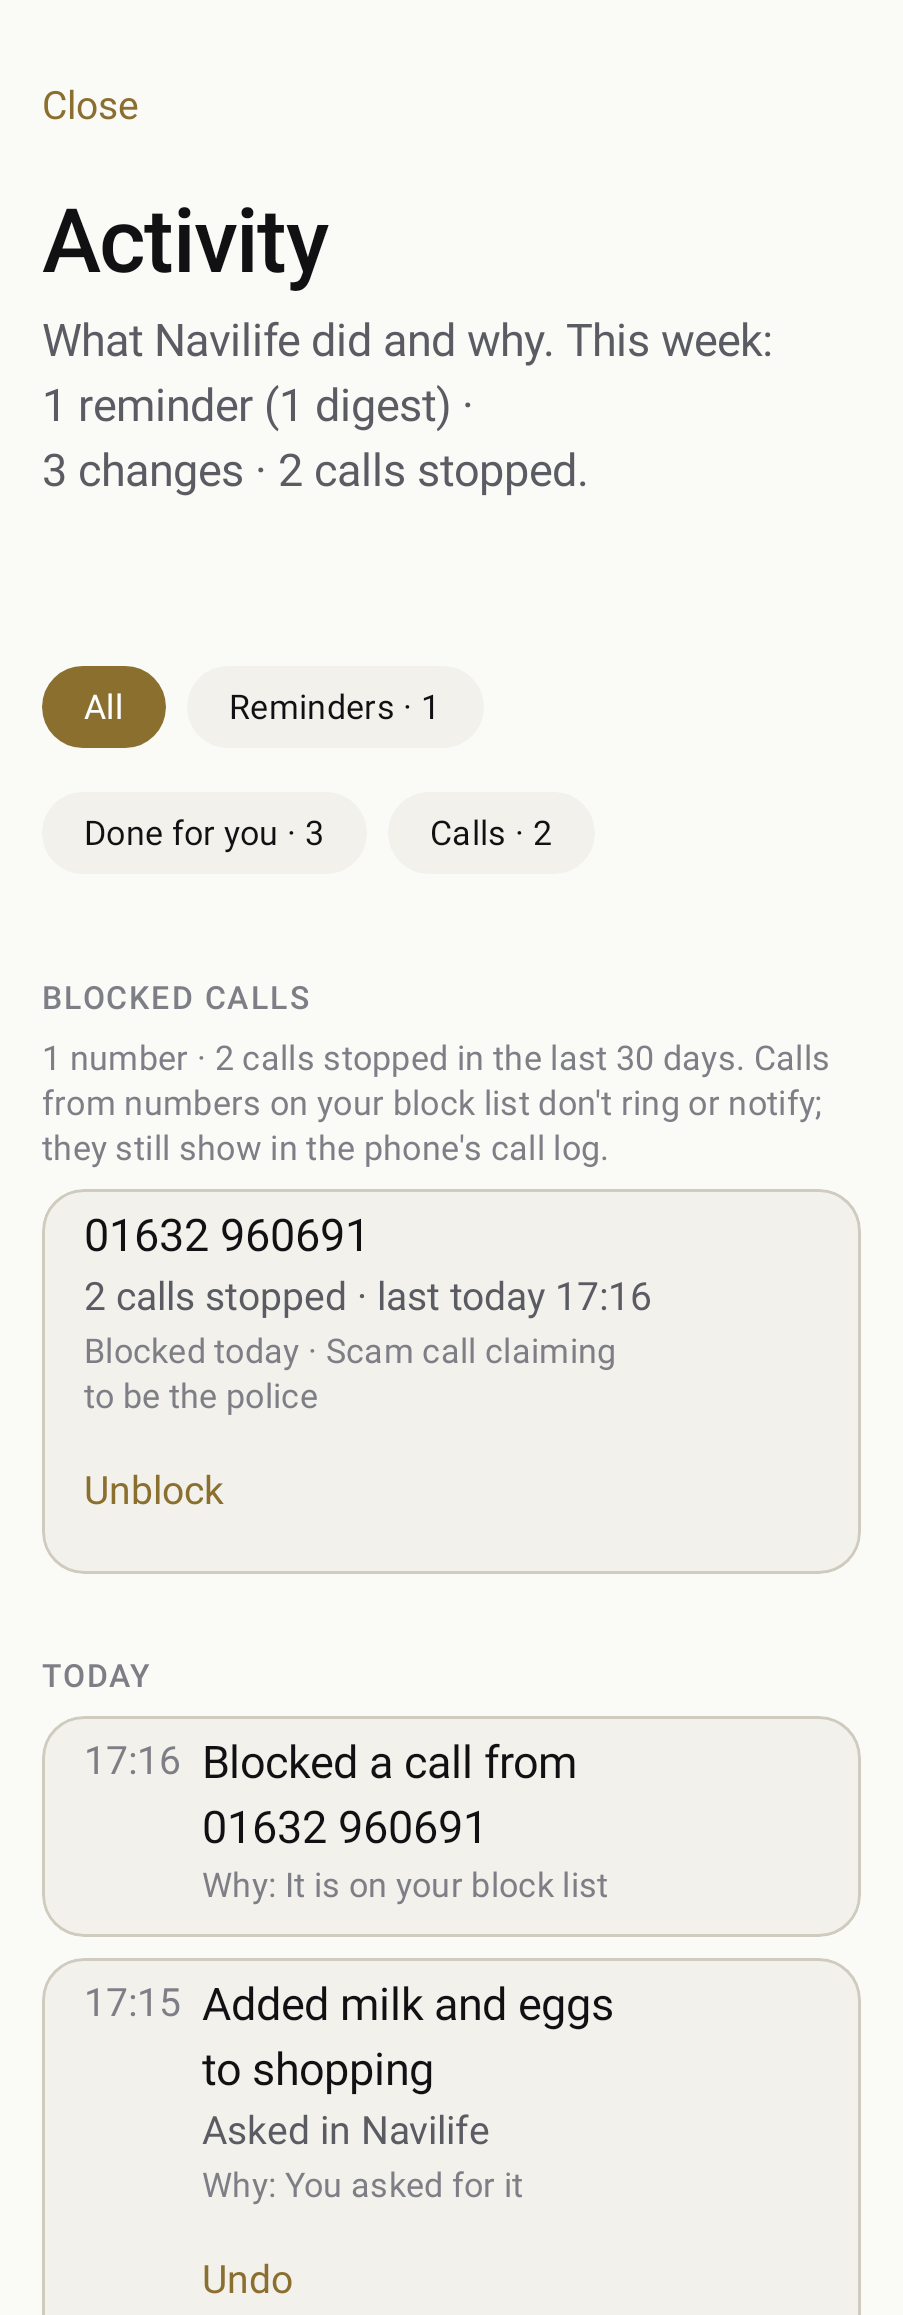 Close
Activity
What Navilife did and why. This week:
1 reminder (1 digest) ·
3 changes · 2 calls stopped.
All
Reminders · 1
Done for you · 3
Calls · 2
BLOCKED CALLS
1 number · 2 calls stopped in the last 30 days. Calls
from numbers on your block list don't ring or notify;
they still show in the phone's call log.
01632 960691
2 calls stopped · last today 17:16
Blocked today · Scam call claiming
to be the police
Unblock
TODAY
17:16 Blocked a call from
01632 960691
Why: It is on your block list
17:15 Added milk and eggs
to shopping
Asked in Navilife
Why: You asked for it
Undo